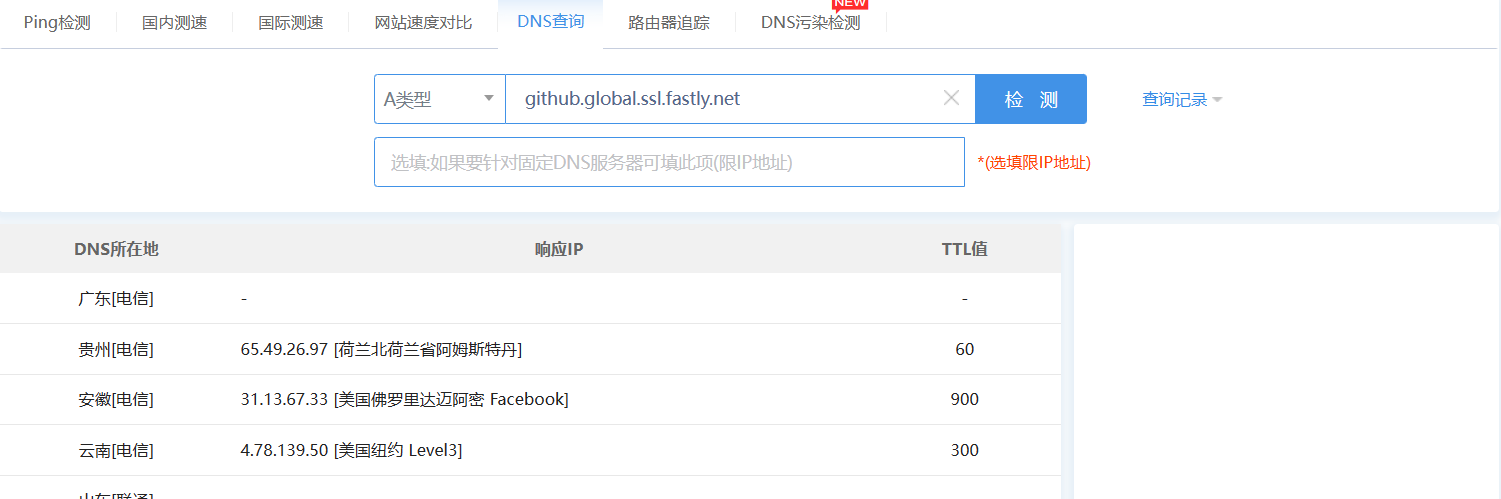 Ping检测 国内测速 国际测速 网站速度对比 DNS查询 路由器追踪 DNS污染检测 NEW
A类型 github.global.ssl.fastly.net 检 测 查询记录
选填:如果要针对固定DNS服务器可填此项(限IP地址) *(选填限IP地址)
DNS所在地 响应IP TTL值
广东[电信] - -
贵州[电信] 65.49.26.97 [荷兰北荷兰省阿姆斯特丹] 60
安徽[电信] 31.13.67.33 [美国佛罗里达迈阿密 Facebook] 900
云南[电信] 4.78.139.50 [美国纽约 Level3] 300